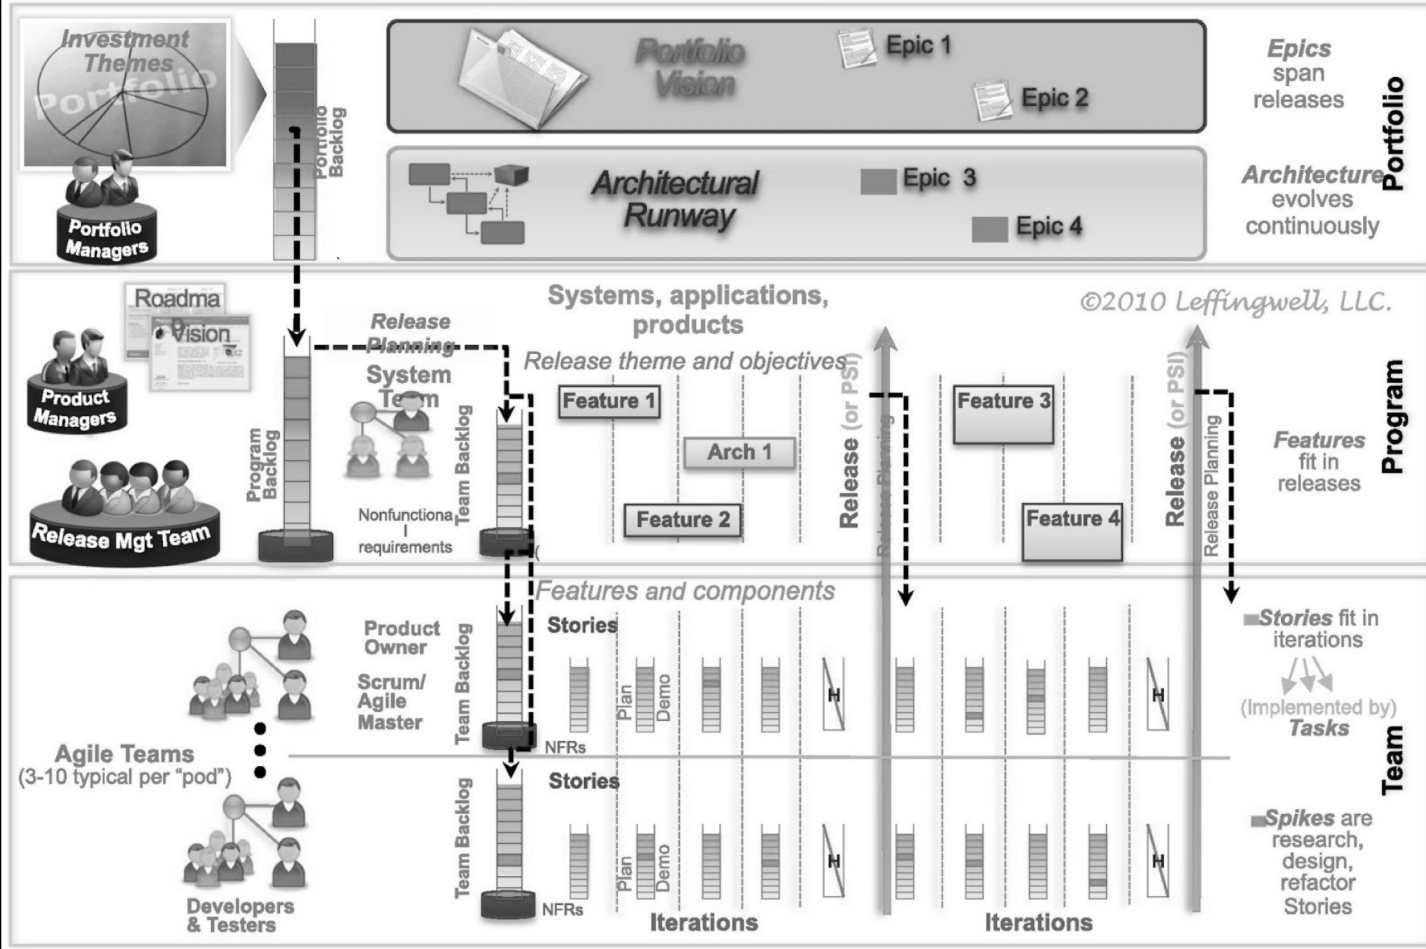 Investment
Themes
Portfolio
Portfolio
Managers
Portfolio
Backlog
Portfolio
Vision
Epic 1
Epic 2
Architectural
Runway
Epic 3
Epic 4
Epics
span
releases
Architecture
evolves
continuously
Portfolio
Roadma
p
Vision
Product
Managers
Release Mgt Team
Program
Backlog
Release
Planning
System
Team
Nonfunctiona
l
requirements
Team Backlog
Systems, applications,
products
©2010 Leffingwell, LLC.
Release theme and objectives
Feature 1
Arch 1
Feature 2
Release (or PSI)
Release Planning
Feature 3
Feature 4
Release (or PSI)
Release Planning
Features
fit in
releases
Program
Features and components
Product
Owner
Scrum/
Agile
Master
Team Backlog
Stories
Plan
Demo
H
H
NFRs
Stories fit in
iterations
(Implemented by)
Tasks
Agile Teams
(3-10 typical per “pod”)
Team
Team Backlog
Stories
Plan
Demo
H
H
NFRs
Developers
& Testers
Iterations
Iterations
Spikes are
research,
design,
refactor
Stories